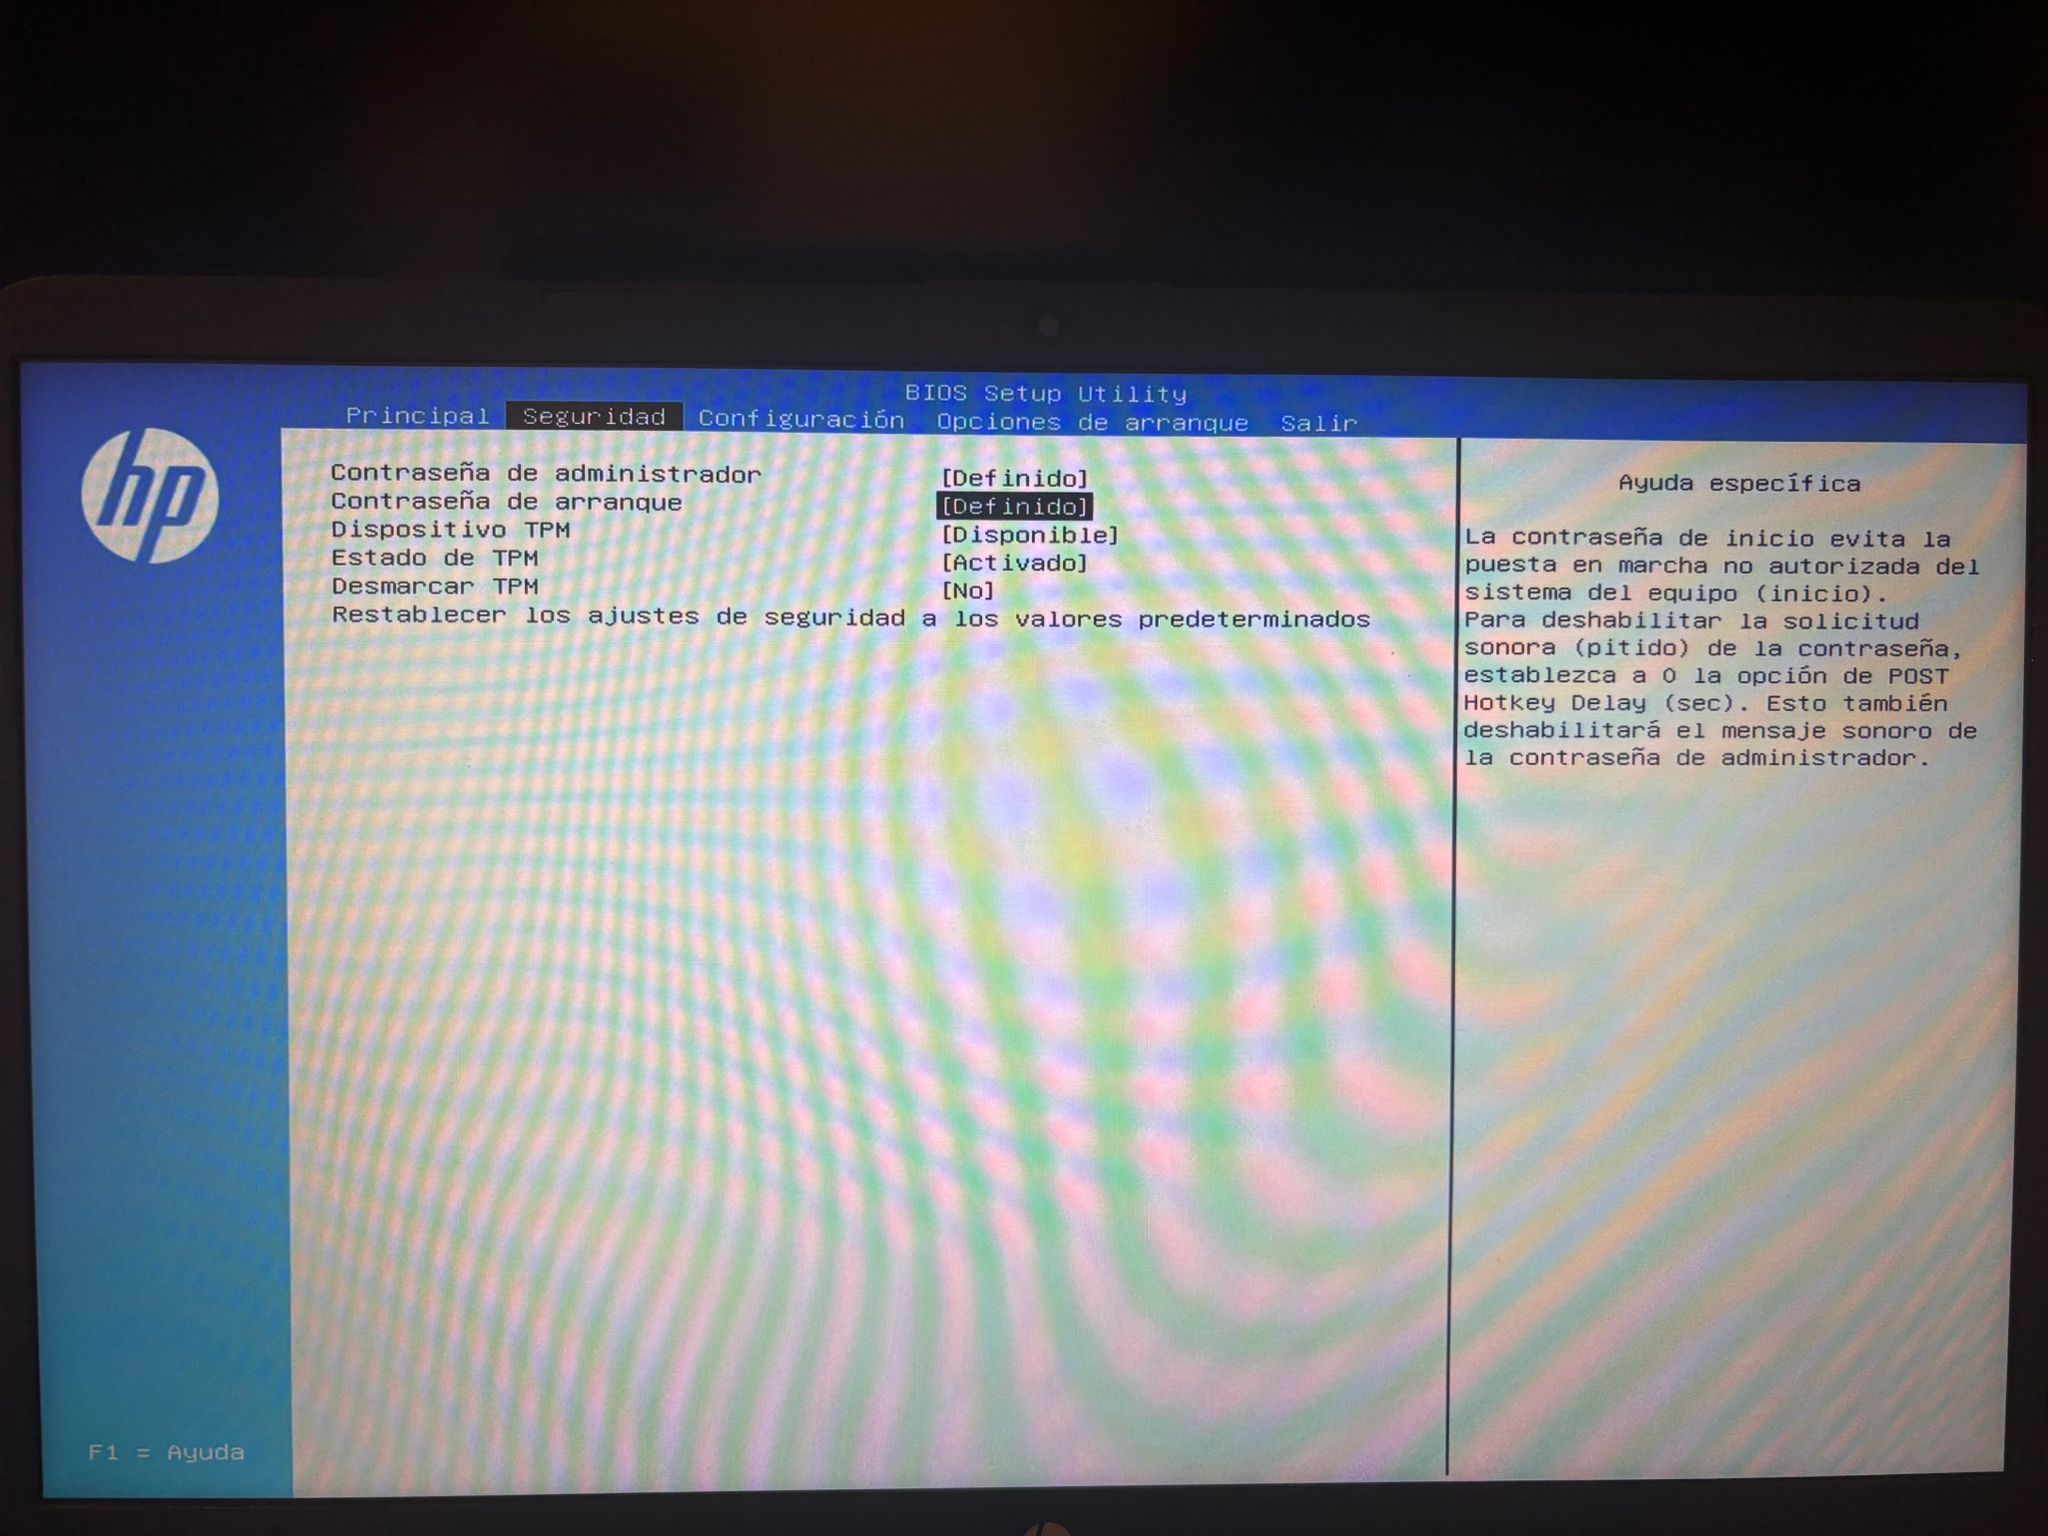 BIOS Setup Utility
Principal Seguridad Configuración Opciones de arranque Salir
hp
Contraseña de administrador [Definido]
Contraseña de arranque [Definido]
Dispositivo TPM [Disponible]
Estado de TPM [Activado]
Desmarcar TPM [No]
Restablecer los ajustes de seguridad a los valores predeterminados
Ayuda específica
La contraseña de inicio evita la
puesta en marcha no autorizada del
sistema del equipo (inicio).
Para deshabilitar la solicitud
sonora (pitido) de la contraseña,
establezca a 0 la opción de POST
Hotkey Delay (sec). Esto también
deshabilitará el mensaje sonoro de
la contraseña de administrador.
F1 = Ayuda